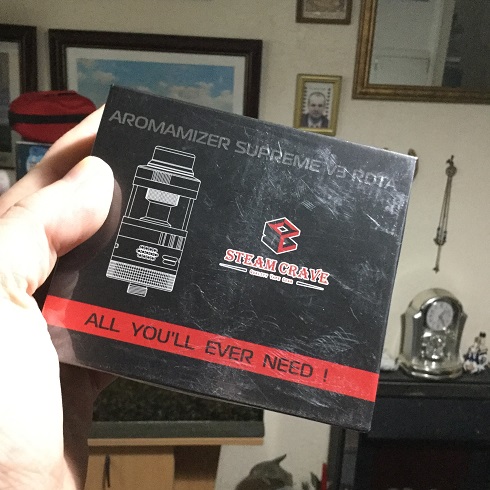 AROMAMIZER SUPREME V3 RDTA
STEAM CRAVE
ALL YOU'LL EVER NEED !